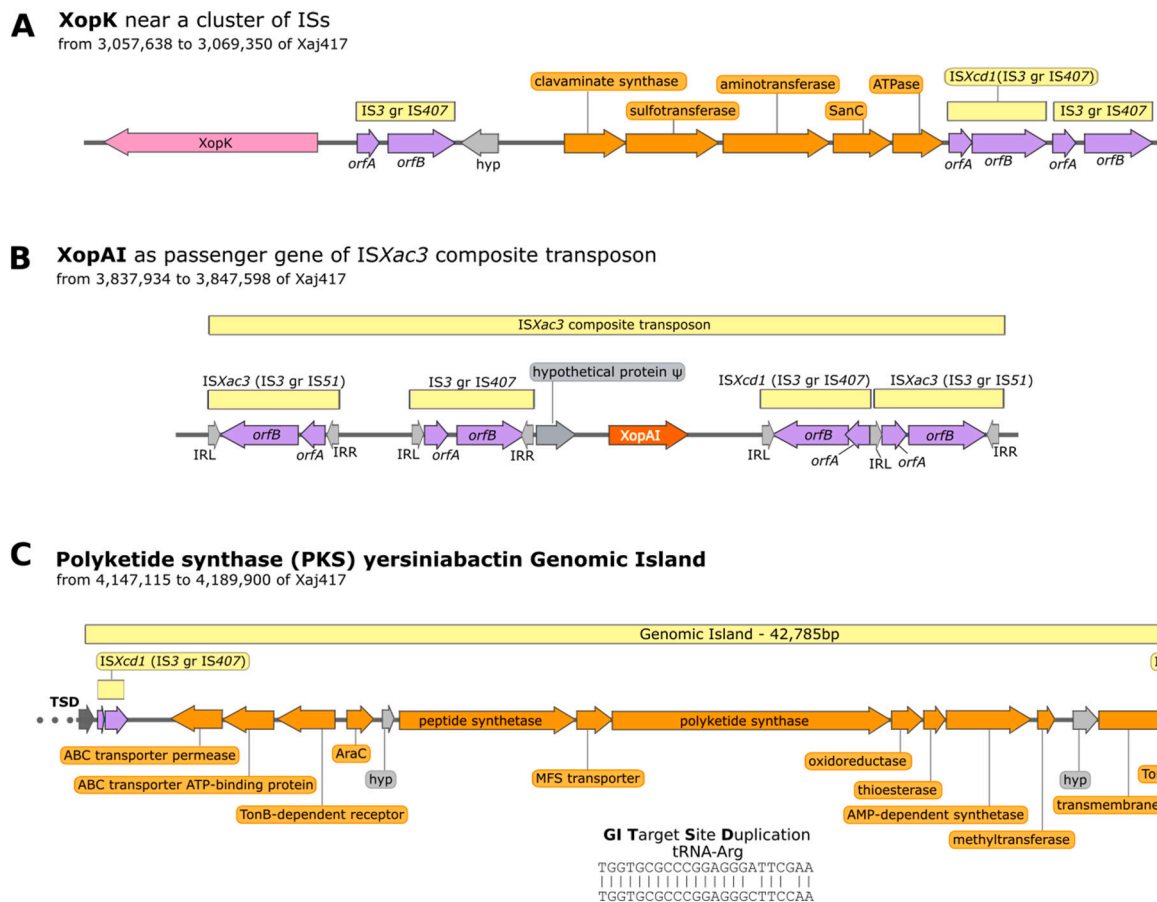 A XopK near a cluster of ISs
from 3,057,638 to 3,069,350 of Xaj417
ISXcd1(IS3 gr IS407)
clavaminate synthase aminotransferase ATPase
IS3 gr IS407 sulfotransferase SanC IS3 gr IS407
XopK
orfA orfB hyp orfA orfB orfA orfB
B XopAI as passenger gene of ISXac3 composite transposon
from 3,837,934 to 3,847,598 of Xaj417
ISXac3 composite transposon
hypothetical protein ψ
ISXac3 (IS3 gr IS51) IS3 gr IS407 ISXcd1 (IS3 gr IS407) ISXac3 (IS3 gr IS51)
orfB orfB XopAI orfB orfB
IRL orfA IRR IRL orfA IRR IRL orfA IRL orfA IRR
C Polyketide synthase (PKS) yersiniabactin Genomic Island
from 4,147,115 to 4,189,900 of Xaj417
Genomic Island - 42,785bp
ISXcd1 (IS3 gr IS407)
TSD
peptide synthetase polyketide synthase
ABC transporter permease AraC oxidoreductase
ABC transporter ATP-binding protein hyp MFS transporter thioesterase hyp
TonB-dependent receptor AMP-dependent synthetase transmembrane
methyltransferase
GI Target Site Duplication
tRNA-Arg
TGGTGCGCCCGGAGGGATTCGAA
TGGTGCGCCCGGAGGGCTTCCAA